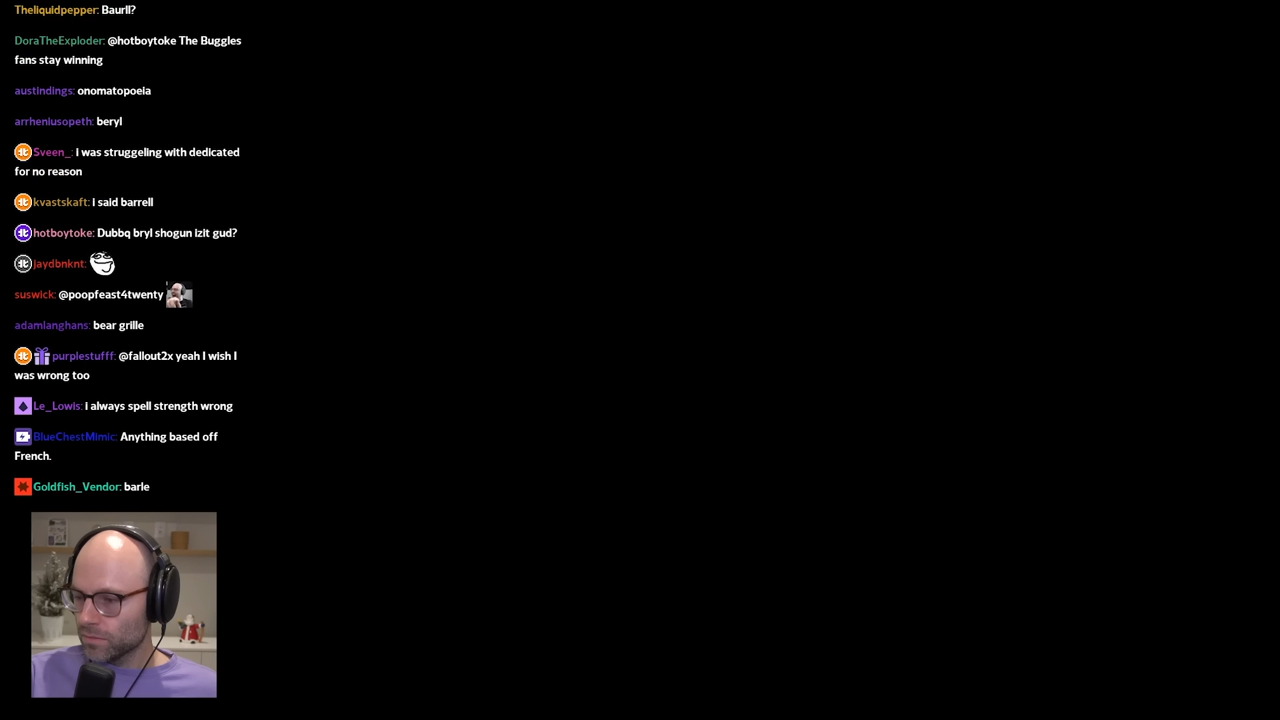 Theliquidpepper: Baurll?
DoraTheExploder: @hotboytoke The Buggles
fans stay winning
austindings: onomatopoeia
arrheniusopeth: beryl
Sveen_: i was struggeling with dedicated
for no reason
kvastskaft: i said barrell
hotboytoke: Dubbq bryl shogun izit gud?
jaydbnknt:
suswick: @poopfeast4twenty
adamlanghans: bear grille
purplestufff: @fallout2x yeah I wish I
was wrong too
Le_Lowis: i always spell strength wrong
BlueChestMimic: Anything based off
French.
Goldfish_Vendor: barle